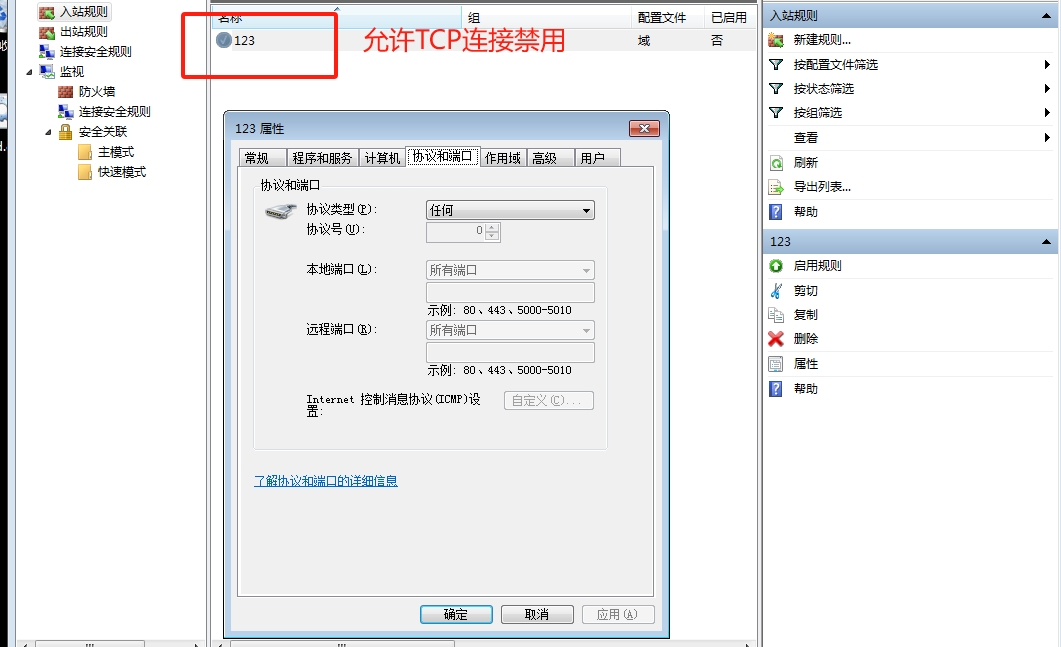 入站规则
出站规则
连接安全规则
监视
防火墙
连接安全规则
安全关联
主模式
快速模式
名称
组
配置文件
已启用
123
域
否
允许TCP连接禁用
123 属性
常规
程序和服务
计算机
协议和端口
作用域
高级
用户
协议和端口
协议类型(P):
任何
协议号(U):
0
本地端口(L):
所有端口
示例: 80、443、5000-5010
远程端口(R):
所有端口
示例: 80、443、5000-5010
Internet 控制消息协议(ICMP)设
置:
自定义(C)...
了解协议和端口的详细信息
确定
取消
应用(A)
入站规则
新建规则...
按配置文件筛选
按状态筛选
按组筛选
查看
刷新
导出列表...
帮助
123
启用规则
剪切
复制
删除
属性
帮助